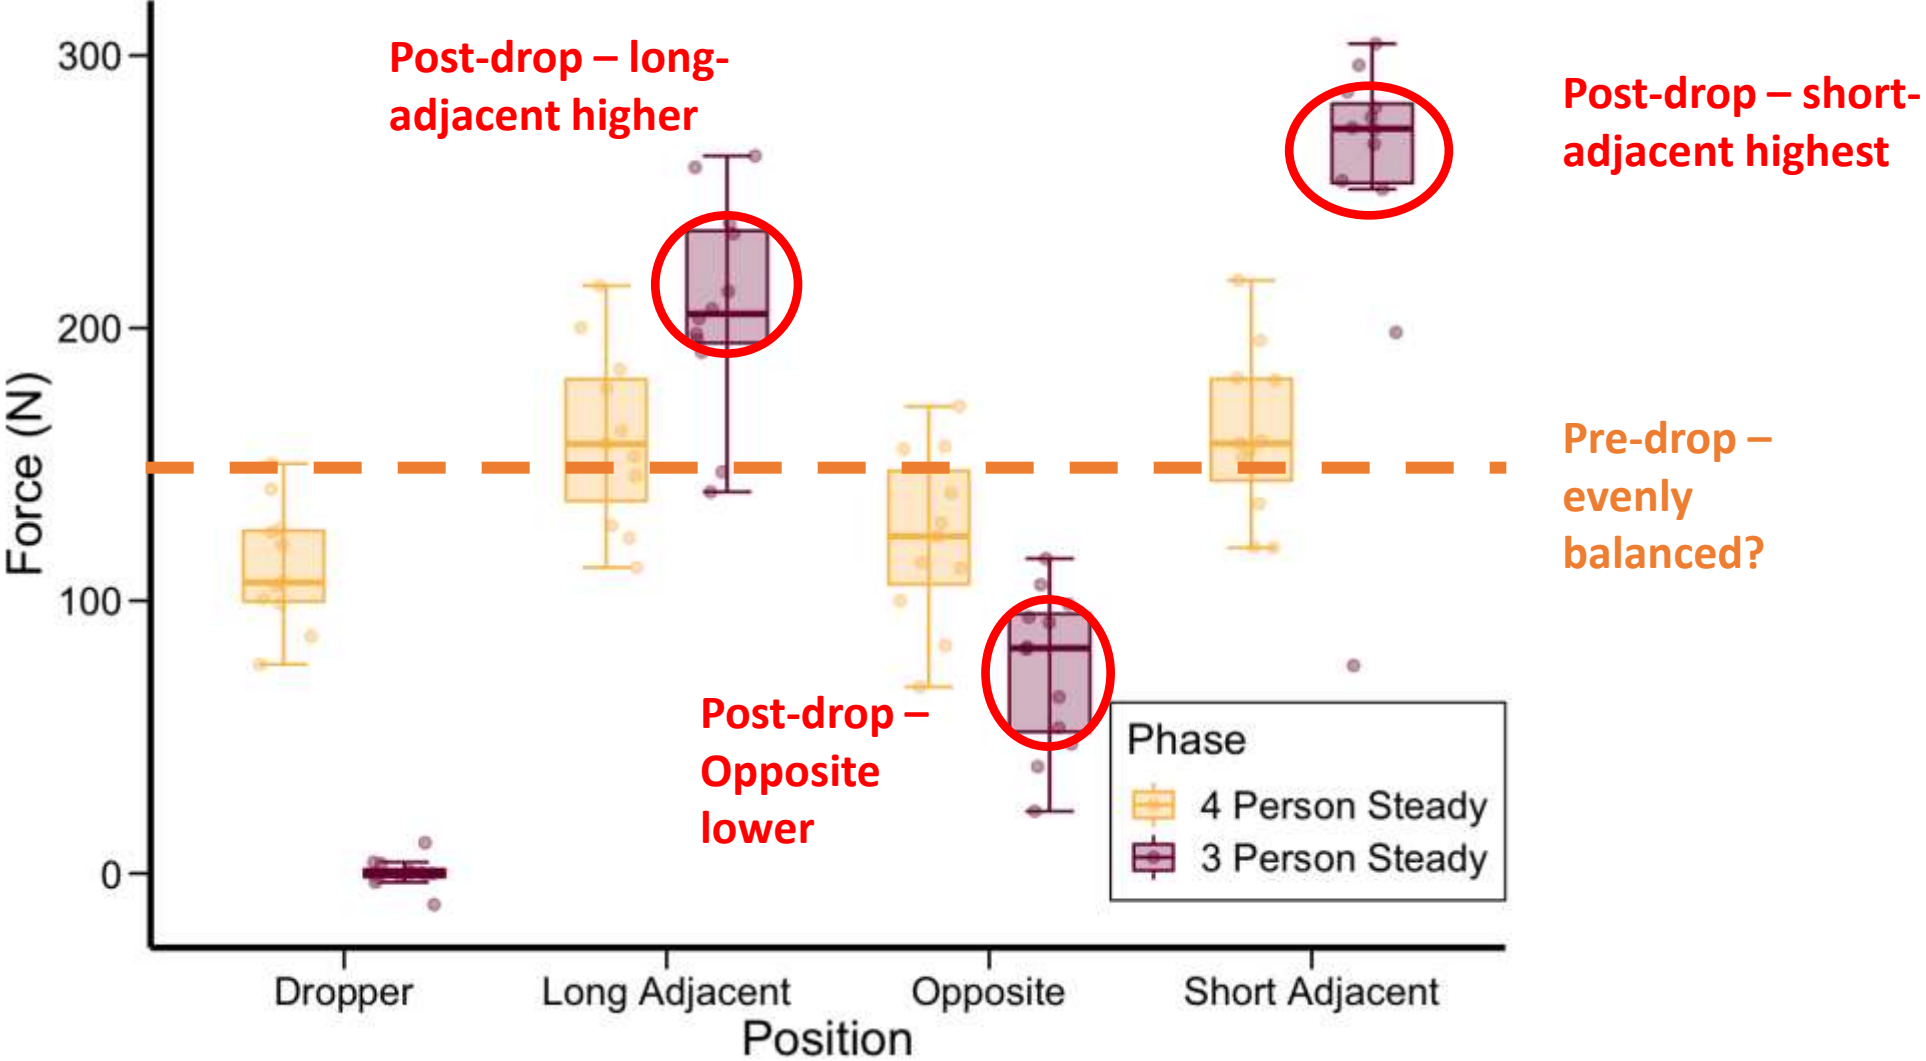 Post-drop – long-
adjacent higher
Post-drop – short-
adjacent highest
Pre-drop –
evenly
balanced?
Post-drop –
Opposite
lower
Force (N)
300
200
100
0
Phase
4 Person Steady
3 Person Steady
Dropper
Long Adjacent
Opposite
Short Adjacent
Position